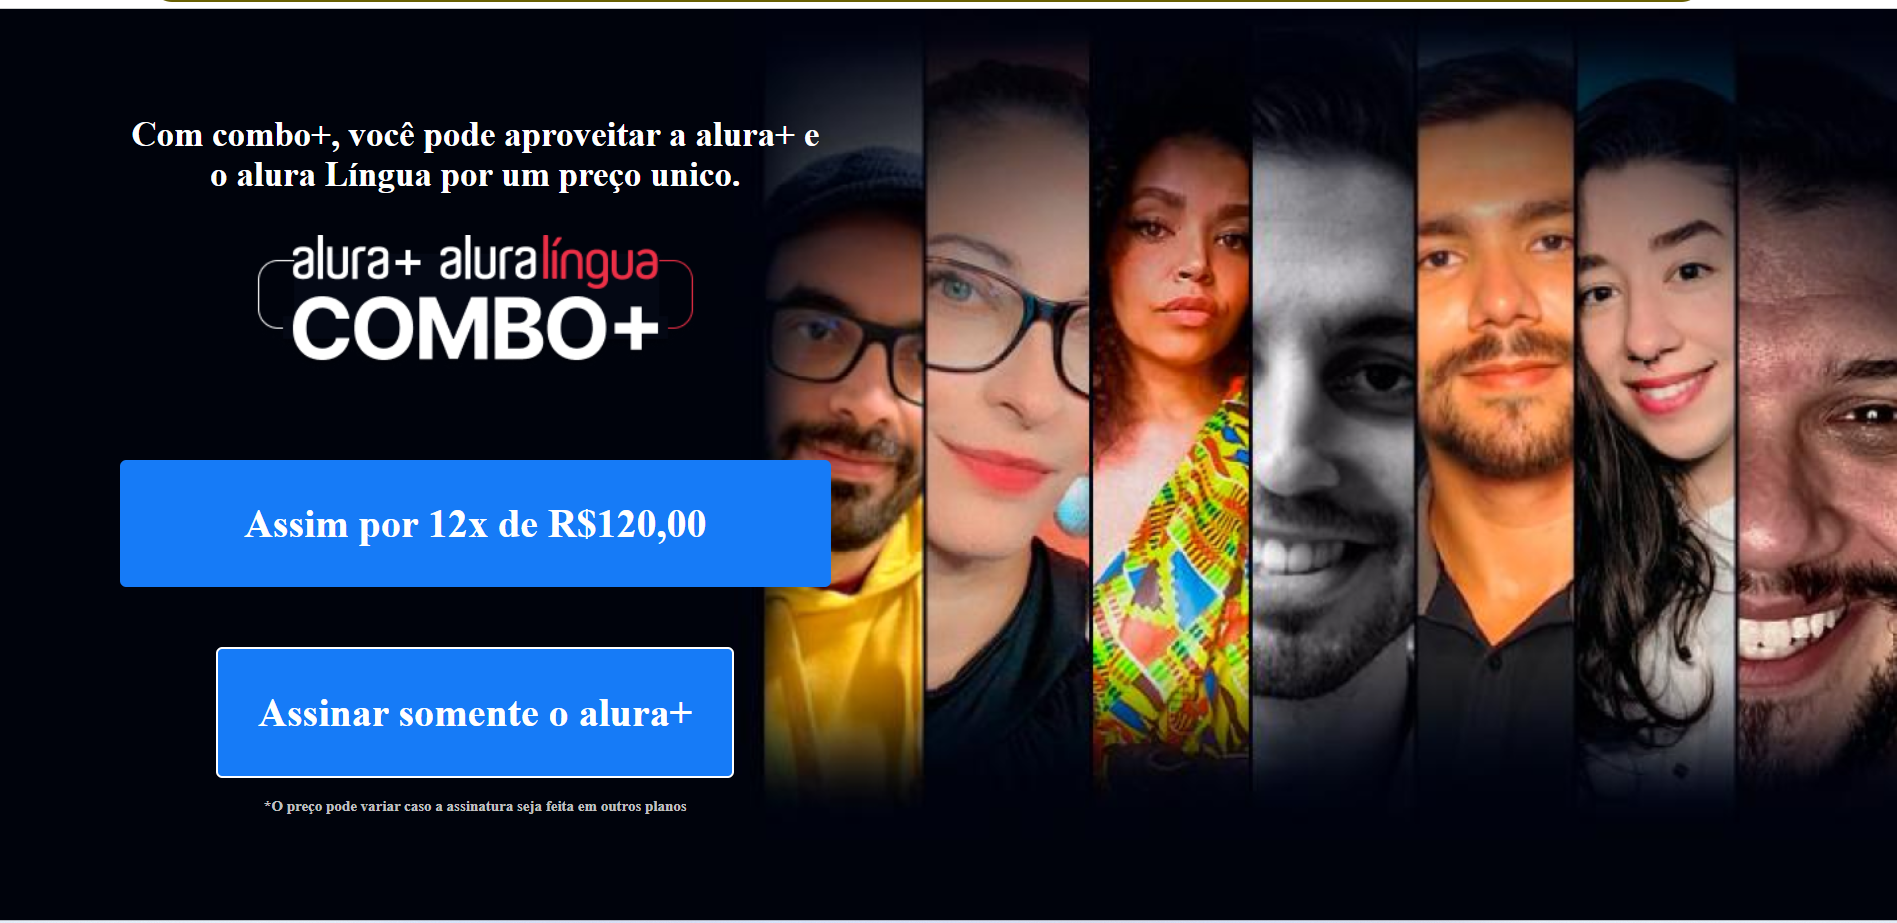 Com combo+, você pode aproveitar a alura+ e
o alura Língua por um preço unico.
alura+ aluralíngua
COMBO+
Assim por 12x de R$120,00
Assinar somente o alura+
*O preço pode variar caso a assinatura seja feita em outros planos